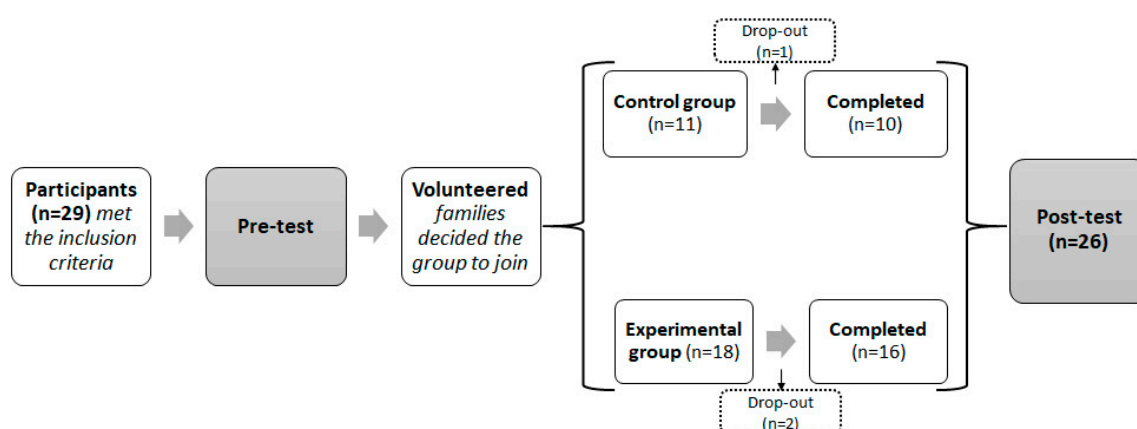 Drop-out
(n=1)
Control group
(n=11)
Completed
(n=10)
Participants
(n=29) met
the inclusion
criteria
Pre-test
Volunteered
families
decided the
group to join
Post-test
(n=26)
Experimental
group (n=18)
Completed
(n=16)
Drop-out
(n=2)